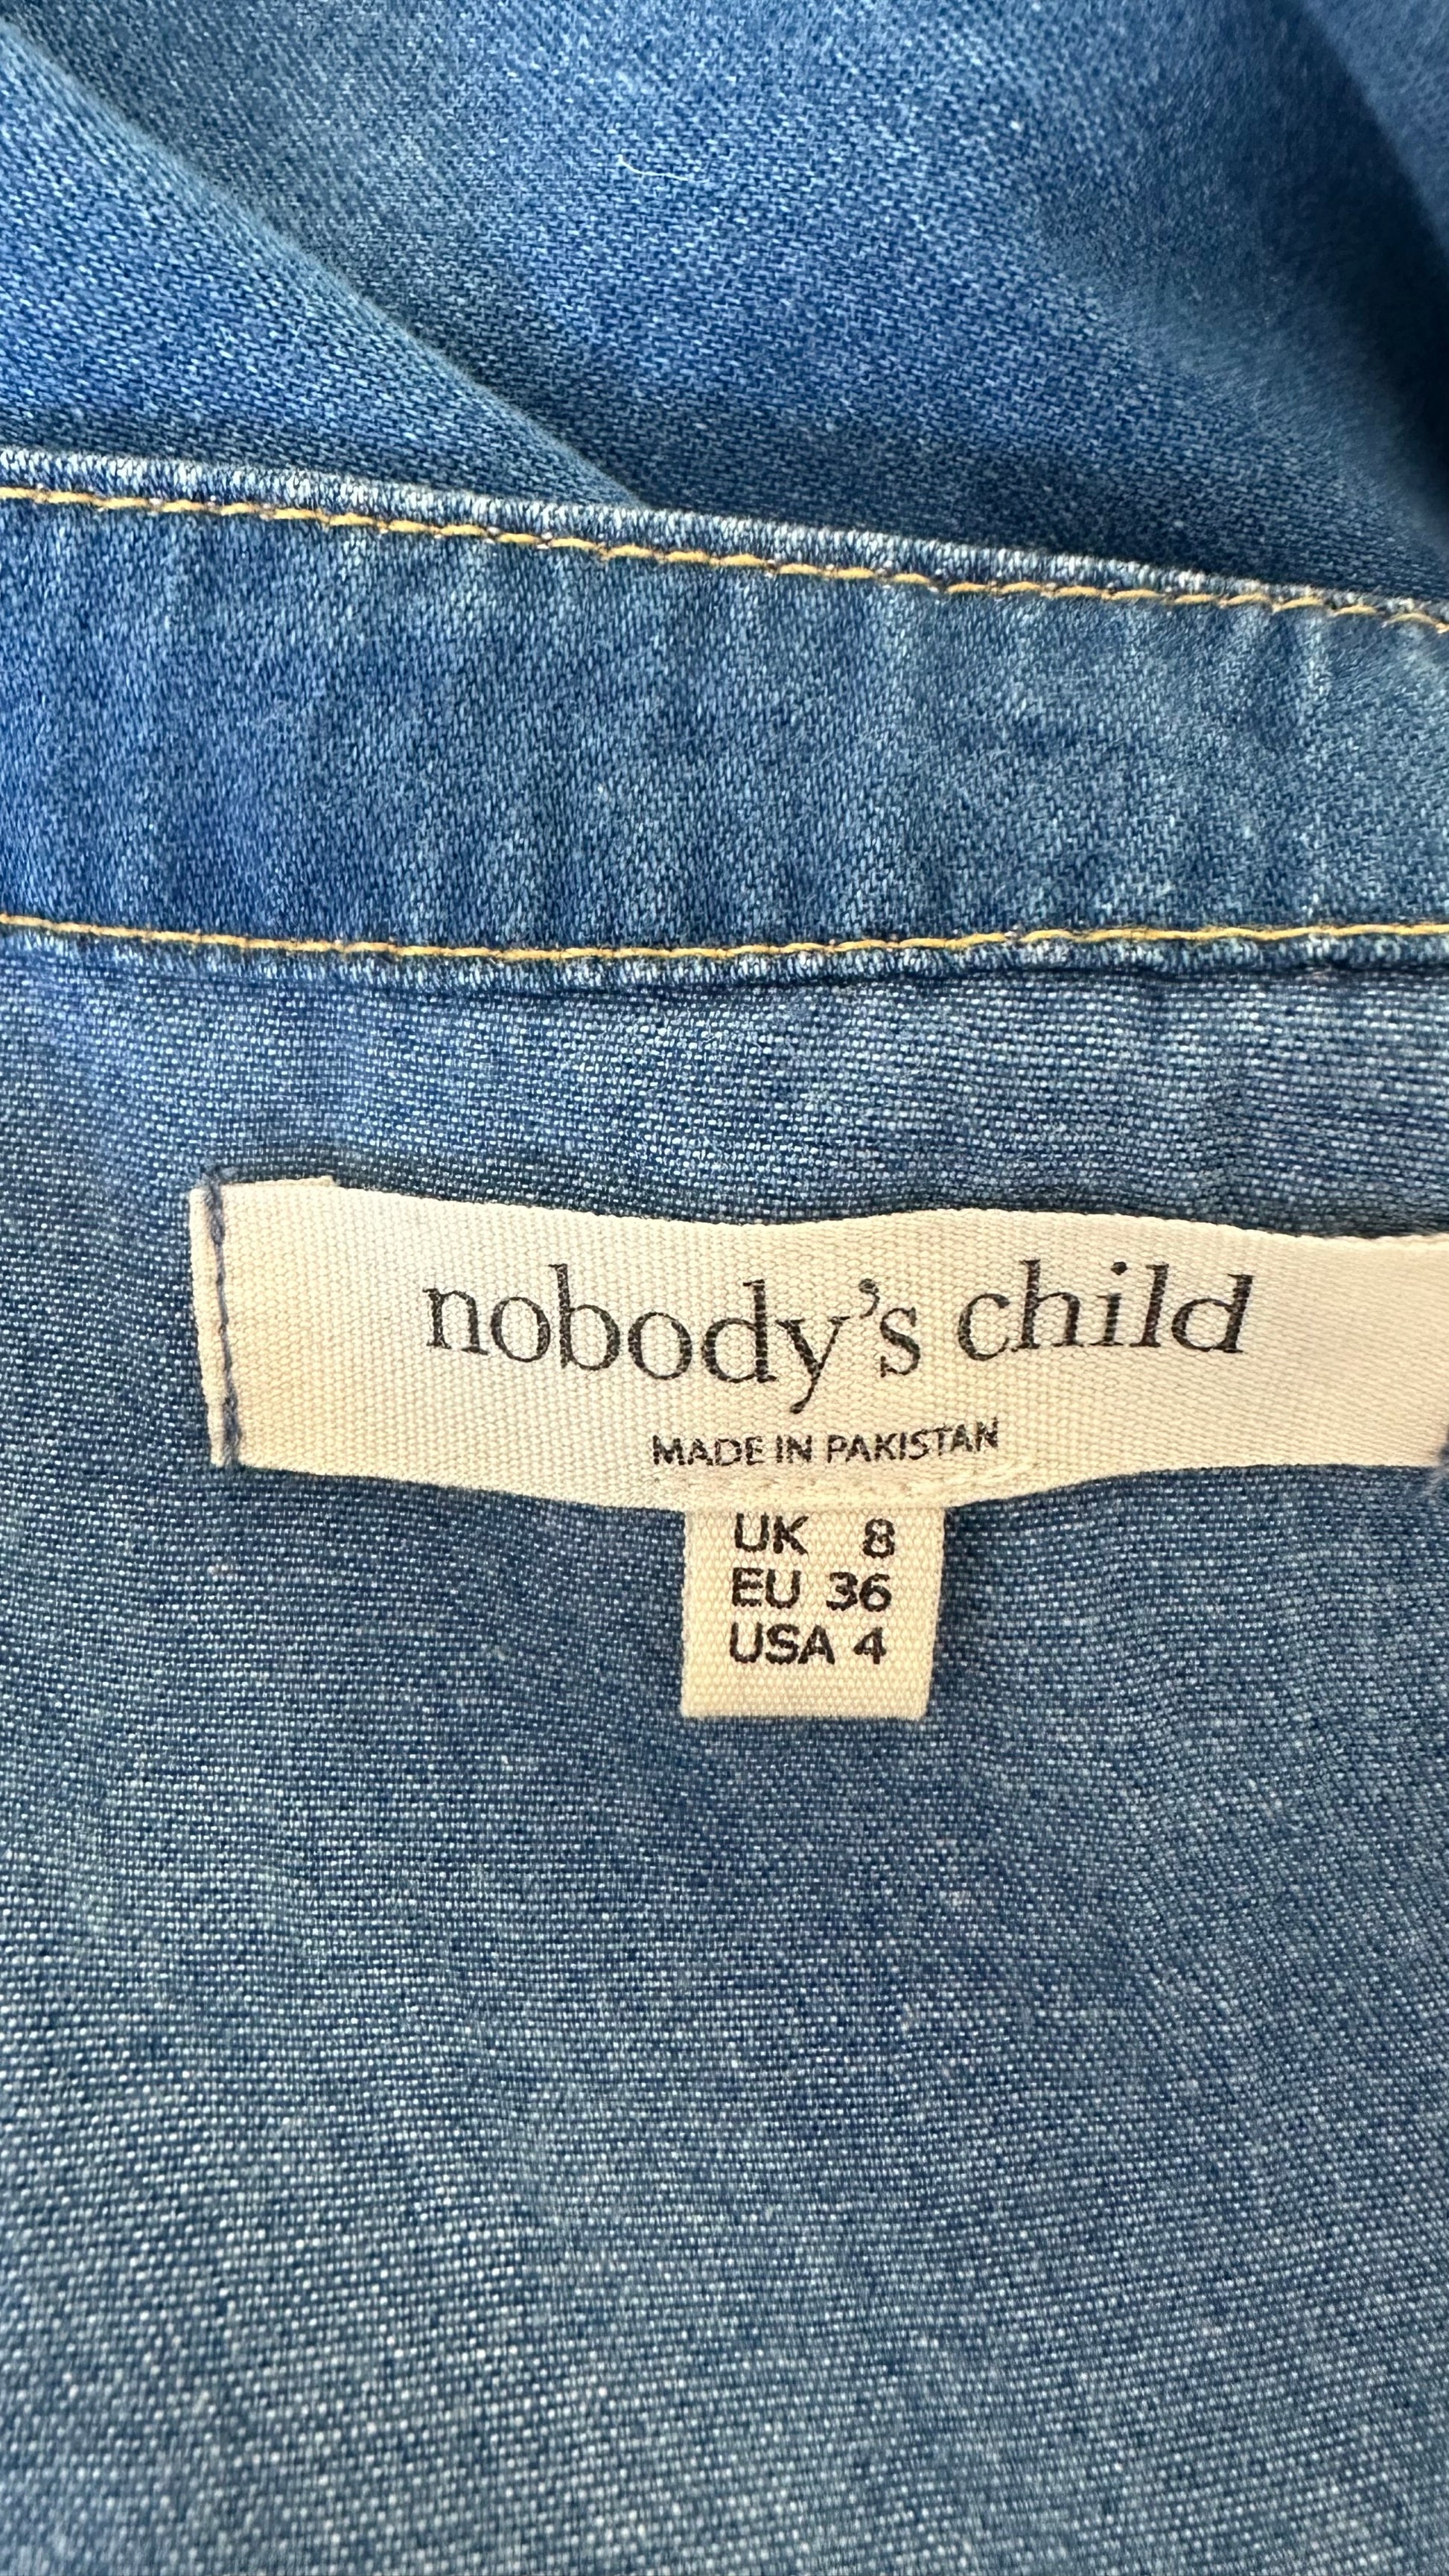 nobody's child
MADE IN PAKISTAN
UK 8
EU 36
USA 4